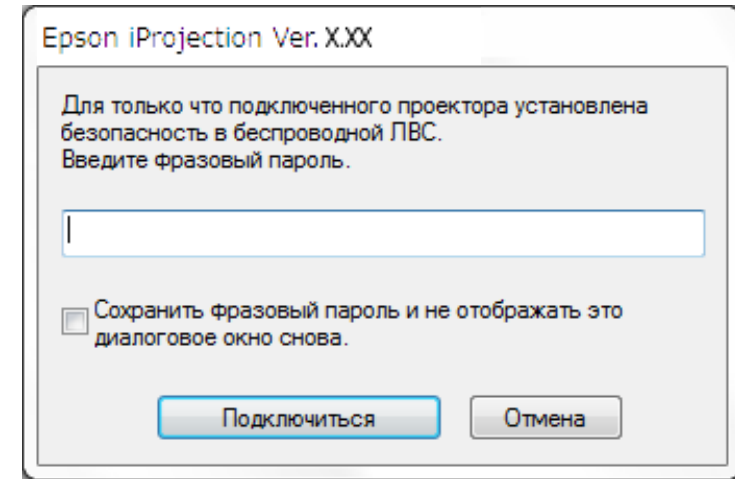 Epson iProjection Ver. X.XX
Для только что подключенного проектора установлена
безопасность в беспроводной ЛВС.
Введите фразовый пароль.
Сохранить фразовый пароль и не отображать это
диалоговое окно снова.
Подключиться Отмена